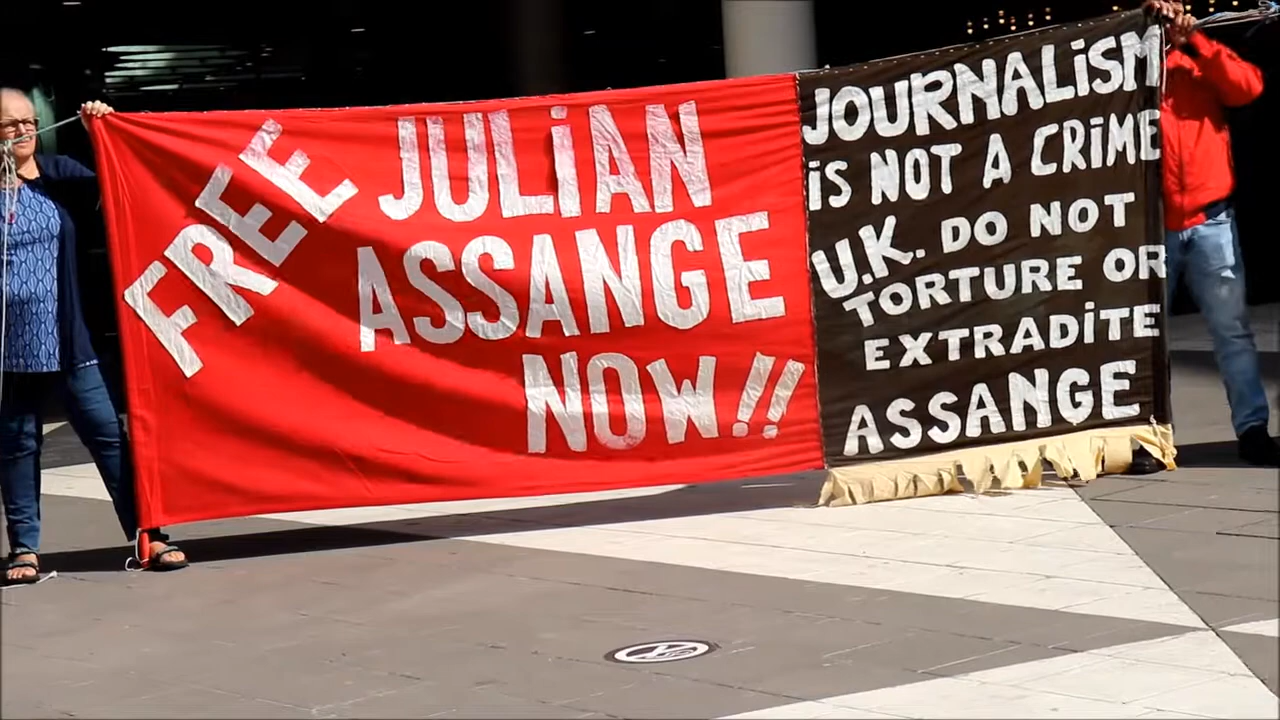 FREE
JULiAN
ASSANGE
NOW!!
JOURNALiSM
iS NOT A CRiME
U.K. DO NOT
TORTURE OR
EXTRADiTE
ASSANGE